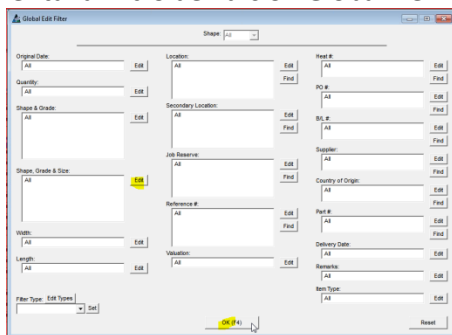 Global Edit Filter
Shape: All
Original Date:
All
Edit
Quantity:
All
Edit
Shape & Grade:
All
Edit
Shape, Grade & Size:
All
Edit
Width:
All
Edit
Length:
All
Edit
Filter Type: Edit Types
Set
Location:
All
Edit
Find
Secondary Location:
All
Edit
Find
Job Reserve:
All
Edit
Find
Reference #:
All
Edit
Find
Valuation:
All
Edit
OK (F4)
Heat #:
All
Edit
Find
PO #:
All
Edit
Find
B/L #:
All
Edit
Find
Supplier:
All
Edit
Find
Country of Origin:
All
Edit
Find
Part #:
All
Edit
Find
Delivery Date:
All
Edit
Remarks:
All
Edit
Item Type:
All
Edit
Reset